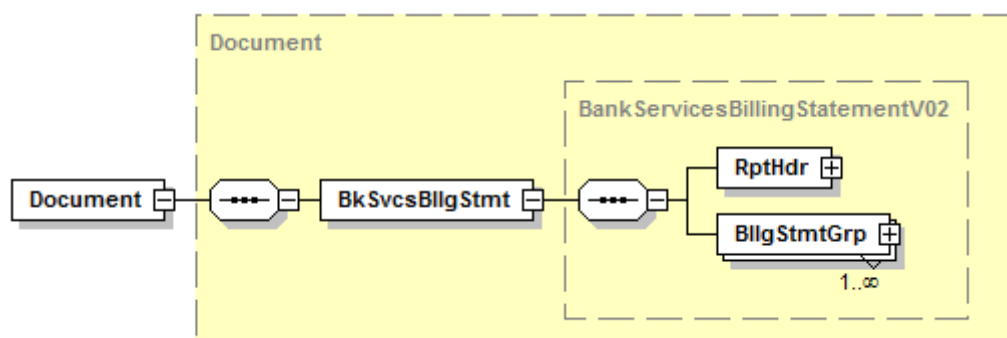 Document
BankServicesBillingStatementV02
RptHdr
Document
BkSvcsBllgStmt
BllgStmtGrp
1..∞